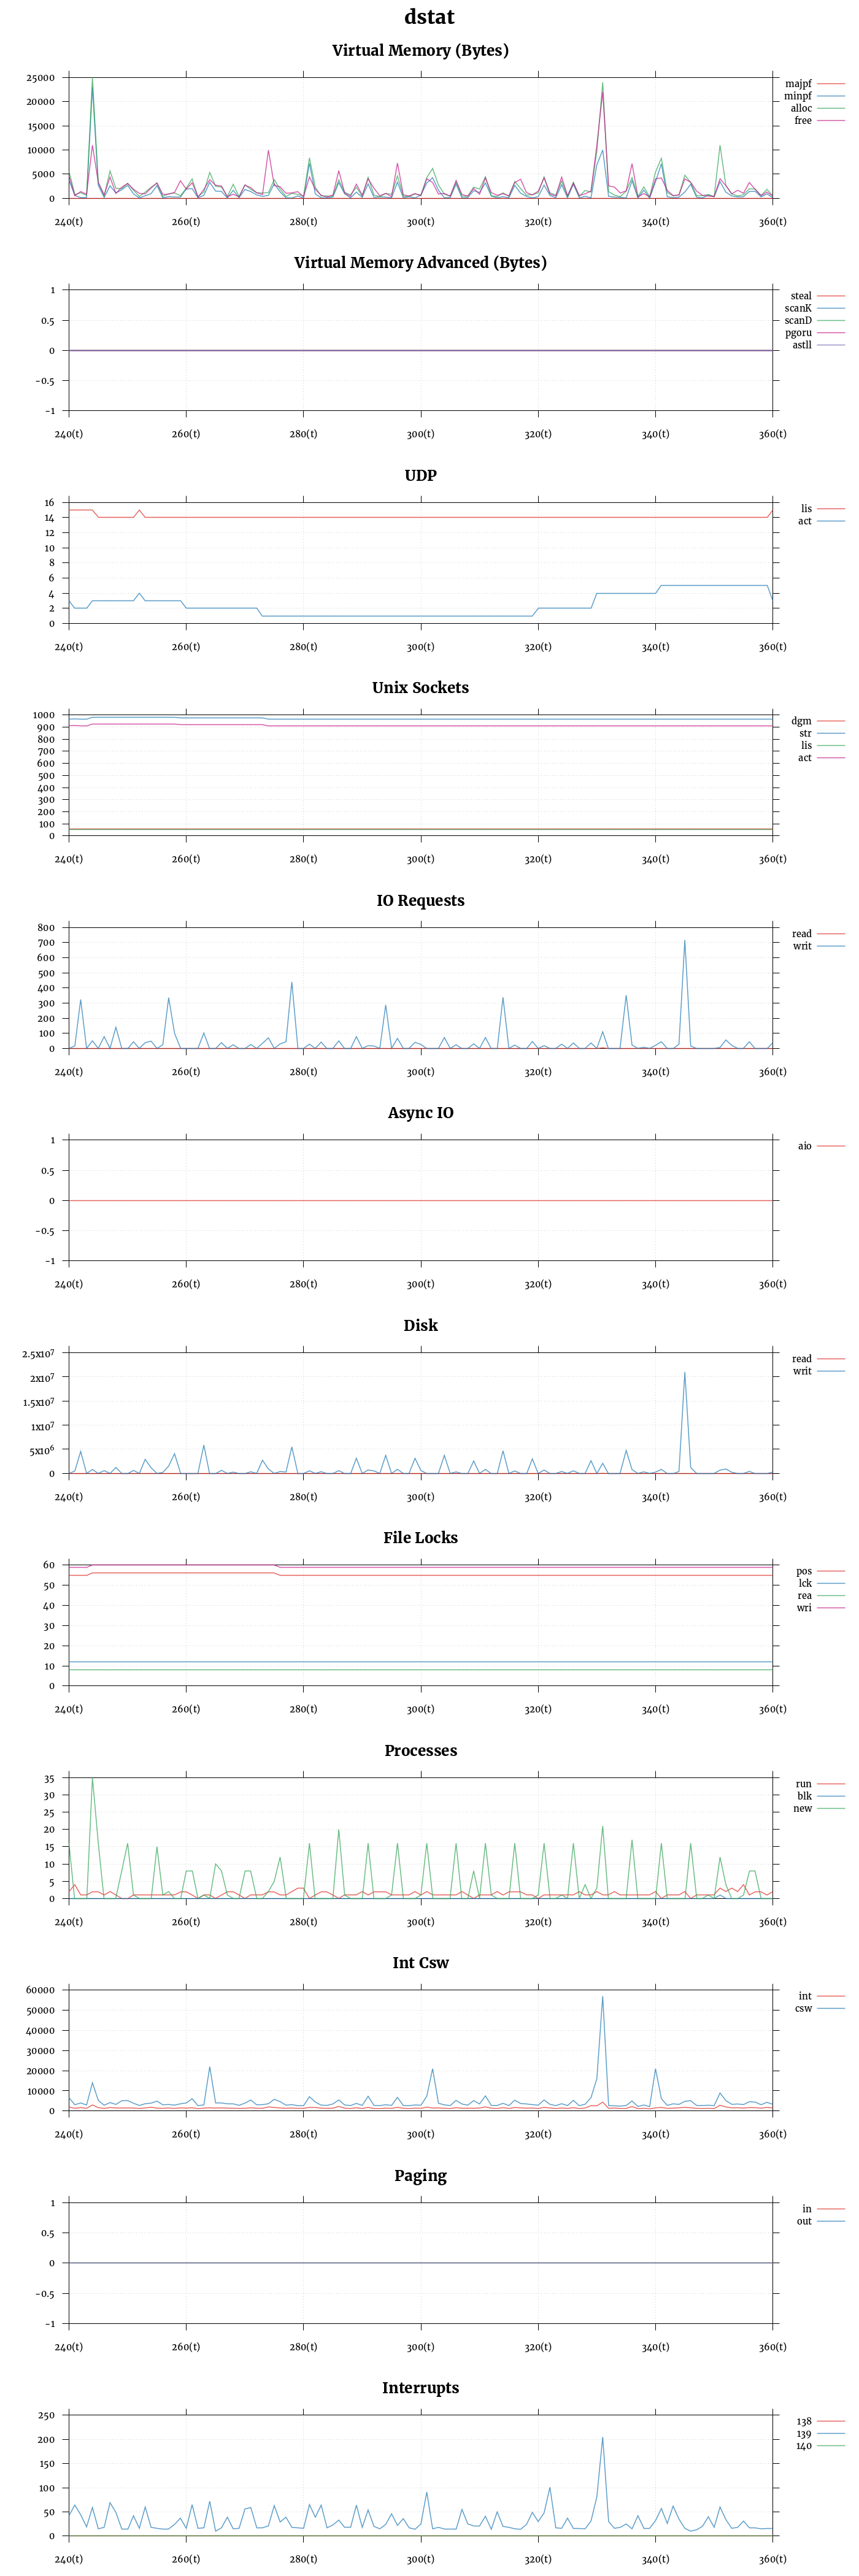 dstat
Virtual Memory (Bytes)
25000
20000
15000
10000
5000
0
240(t) 260(t) 280(t) 300(t) 320(t) 340(t) 360(t)
majpf
minpf
alloc
free
Virtual Memory Advanced (Bytes)
1
0.5
0
-0.5
-1
240(t) 260(t) 280(t) 300(t) 320(t) 340(t) 360(t)
steal
scanK
scanD
pgoru
astll
UDP
16
14
12
10
8
6
4
2
0
240(t) 260(t) 280(t) 300(t) 320(t) 340(t) 360(t)
lis
act
Unix Sockets
1000
900
800
700
600
500
400
300
200
100
0
240(t) 260(t) 280(t) 300(t) 320(t) 340(t) 360(t)
dgm
str
lis
act
IO Requests
800
700
600
500
400
300
200
100
0
240(t) 260(t) 280(t) 300(t) 320(t) 340(t) 360(t)
read
writ
Async IO
1
0.5
0
-0.5
-1
240(t) 260(t) 280(t) 300(t) 320(t) 340(t) 360(t)
aio
Disk
2.5x10⁷
2x10⁷
1.5x10⁷
1x10⁷
5x10⁶
0
240(t) 260(t) 280(t) 300(t) 320(t) 340(t) 360(t)
read
writ
File Locks
60
50
40
30
20
10
0
240(t) 260(t) 280(t) 300(t) 320(t) 340(t) 360(t)
pos
lck
rea
wri
Processes
35
30
25
20
15
10
5
0
240(t) 260(t) 280(t) 300(t) 320(t) 340(t) 360(t)
run
blk
new
Int Csw
60000
50000
40000
30000
20000
10000
0
240(t) 260(t) 280(t) 300(t) 320(t) 340(t) 360(t)
int
csw
Paging
1
0.5
0
-0.5
-1
240(t) 260(t) 280(t) 300(t) 320(t) 340(t) 360(t)
in
out
Interrupts
250
200
150
100
50
0
240(t) 260(t) 280(t) 300(t) 320(t) 340(t) 360(t)
138
139
140